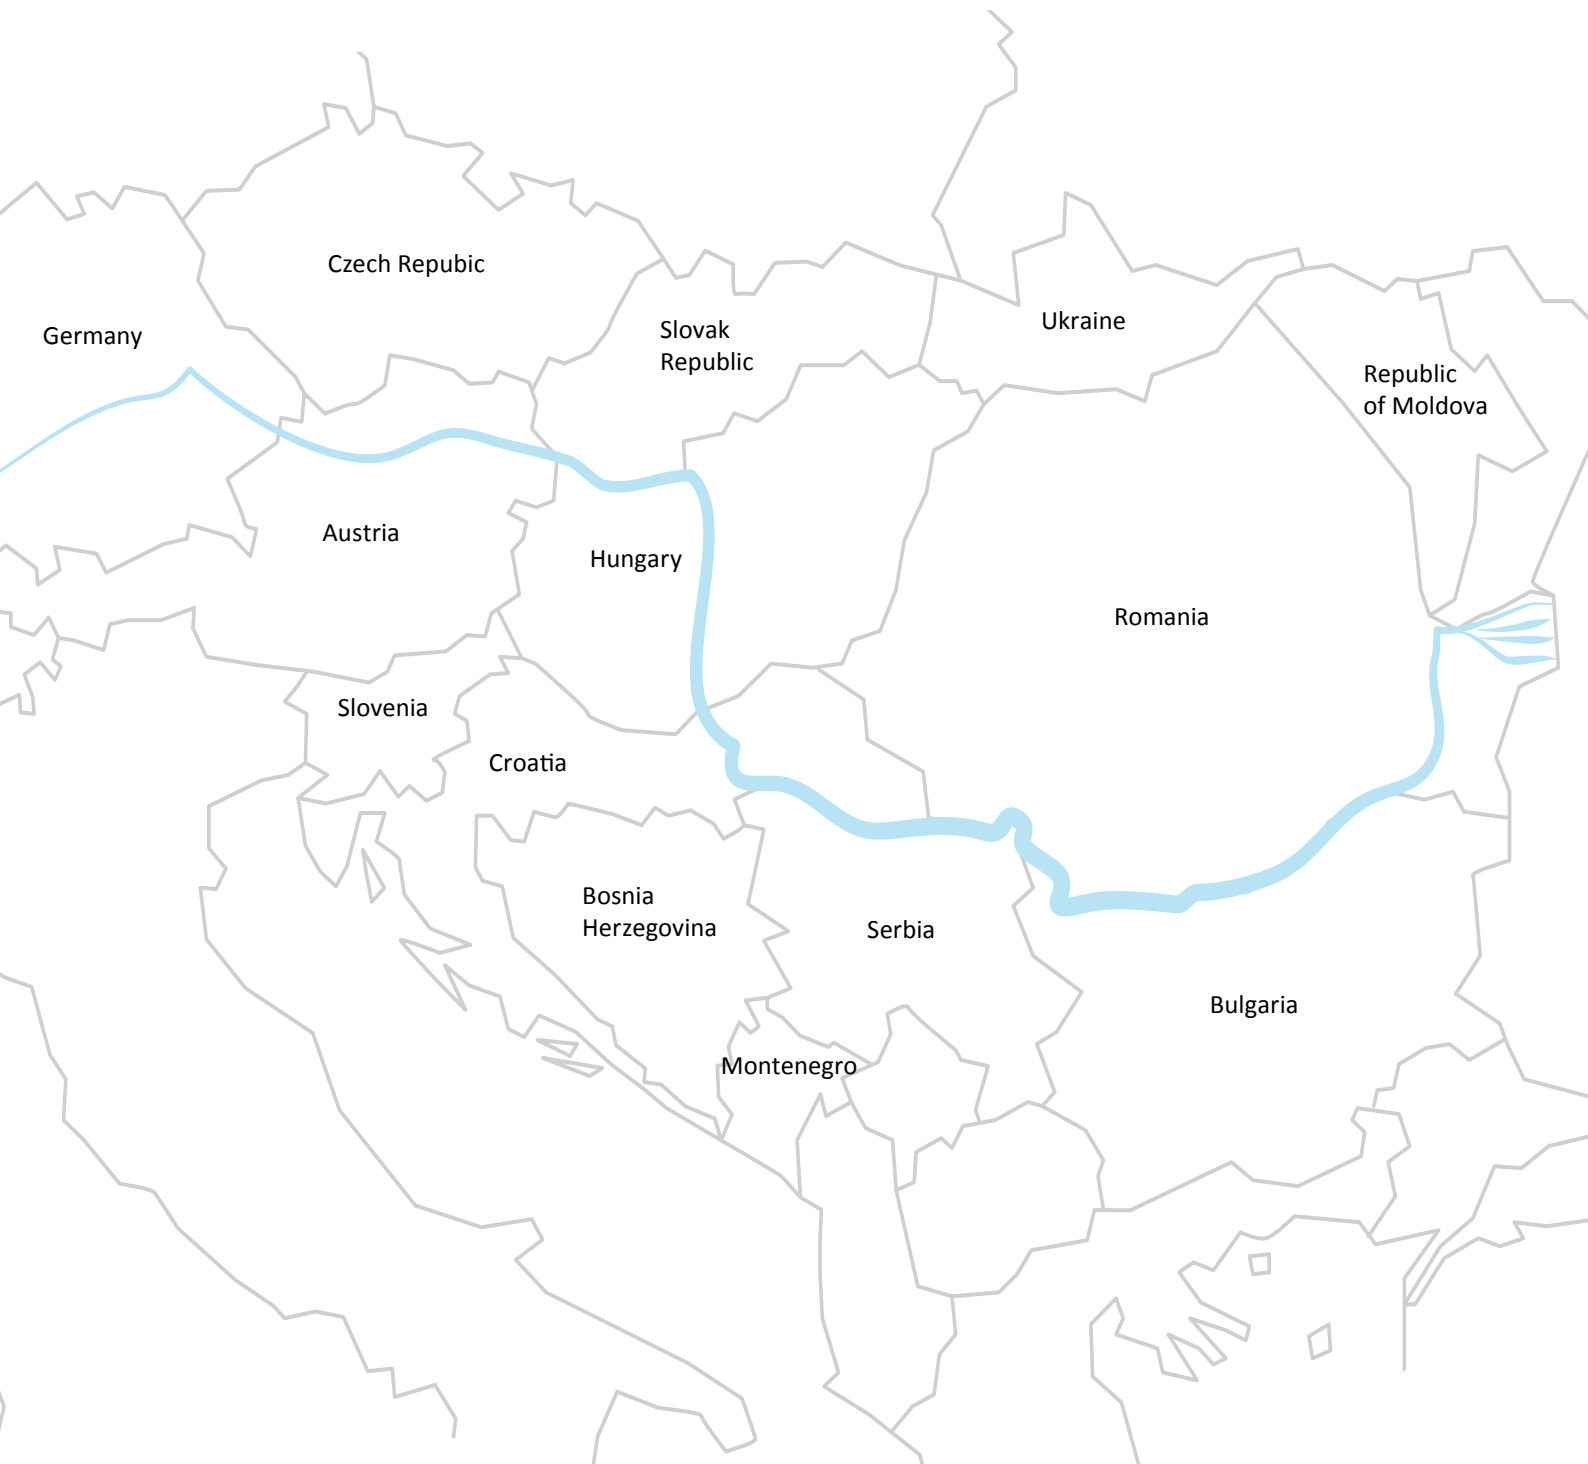 Czech Repubic
Germany
Slovak
Republic
Ukraine
Republic
of Moldova
Austria
Hungary
Romania
Slovenia
Croatia
Bosnia
Herzegovina
Serbia
Bulgaria
Montenegro